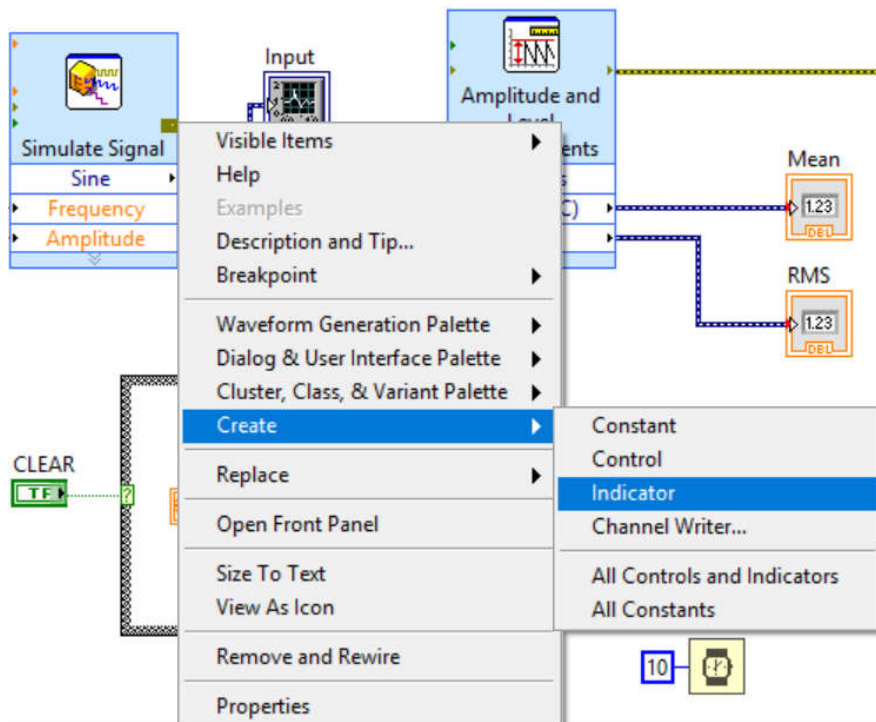 Input
Amplitude and
Level
ents
s
C)
Simulate Signal
Sine
Frequency
Amplitude
Mean
1.23
DBL
RMS
1.23
DBL
CLEAR
TF
?
Visible Items
Help
Examples
Description and Tip...
Breakpoint
Waveform Generation Palette
Dialog & User Interface Palette
Cluster, Class, & Variant Palette
Create
Replace
Open Front Panel
Size To Text
View As Icon
Remove and Rewire
Properties
Constant
Control
Indicator
Channel Writer...
All Controls and Indicators
All Constants
10